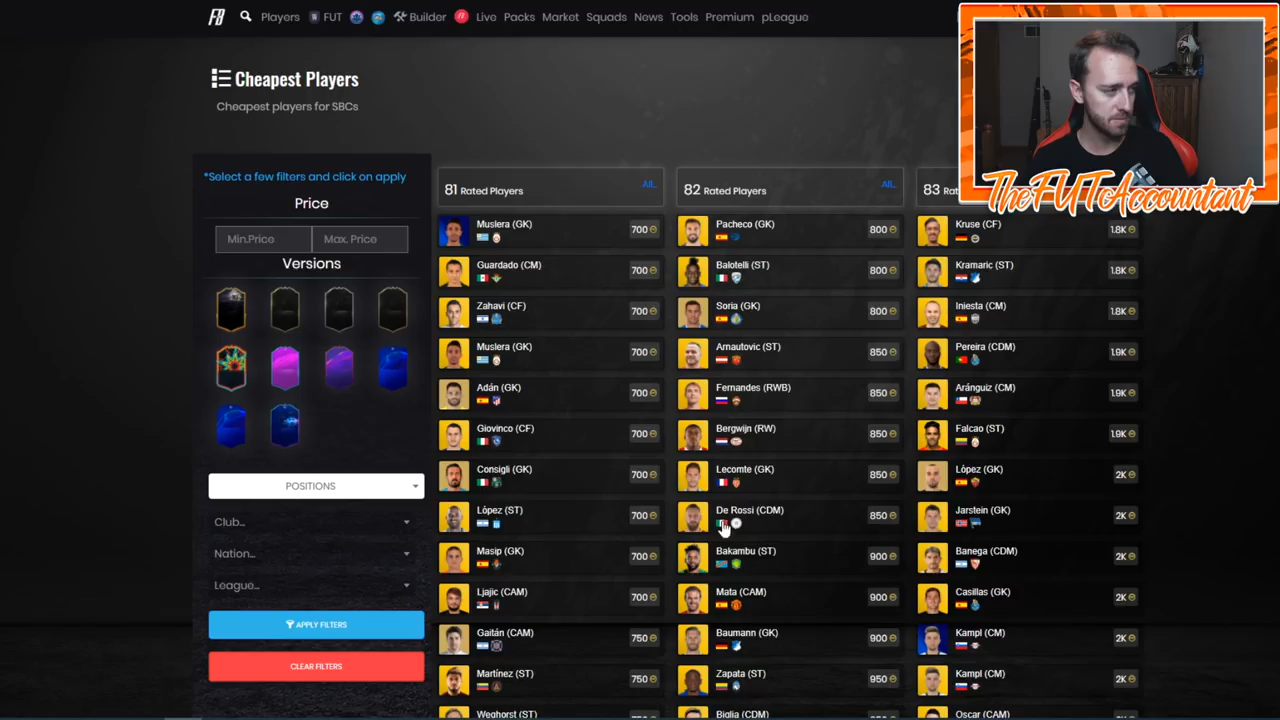 FB Players FUT Builder Live Packs Market Squads News Tools Premium pLeague
Cheapest Players
Cheapest players for SBCs
TheFUTAccountant
*Select a few filters and click on apply
Price
Min.Price Max. Price
Versions
POSITIONS
Club...
Nation...
League...
APPLY FILTERS
CLEAR FILTERS
81 Rated Players All..
Muslera (GK) 700
Guardado (CM) 700
Zahavi (CF) 700
Muslera (GK) 700
Adán (GK) 700
Giovinco (CF) 700
Consigli (GK) 700
López (ST) 700
Masip (GK) 700
Ljajic (CAM) 700
Gaitán (CAM) 750
Martínez (ST) 750
Weghorst (ST)
82 Rated Players All..
Pacheco (GK) 800
Balotelli (ST) 800
Soria (GK) 800
Arnautovic (ST) 850
Fernandes (RWB) 850
Bergwijn (RW) 850
Lecomte (GK) 850
De Rossi (CDM) 850
Bakambu (ST) 900
Mata (CAM) 900
Baumann (GK) 900
Zapata (ST) 950
Biglia (CDM)
83 Rated Players
Kruse (CF) 1.8K
Kramaric (ST) 1.8K
Iniesta (CM) 1.8K
Pereira (CDM) 1.9K
Aránguiz (CM) 1.9K
Falcao (ST) 1.9K
López (GK) 2K
Jarstein (GK) 2K
Banega (CDM) 2K
Casillas (GK) 2K
Kampl (CM) 2K
Kampl (CM) 2K
Oscar (CAM)